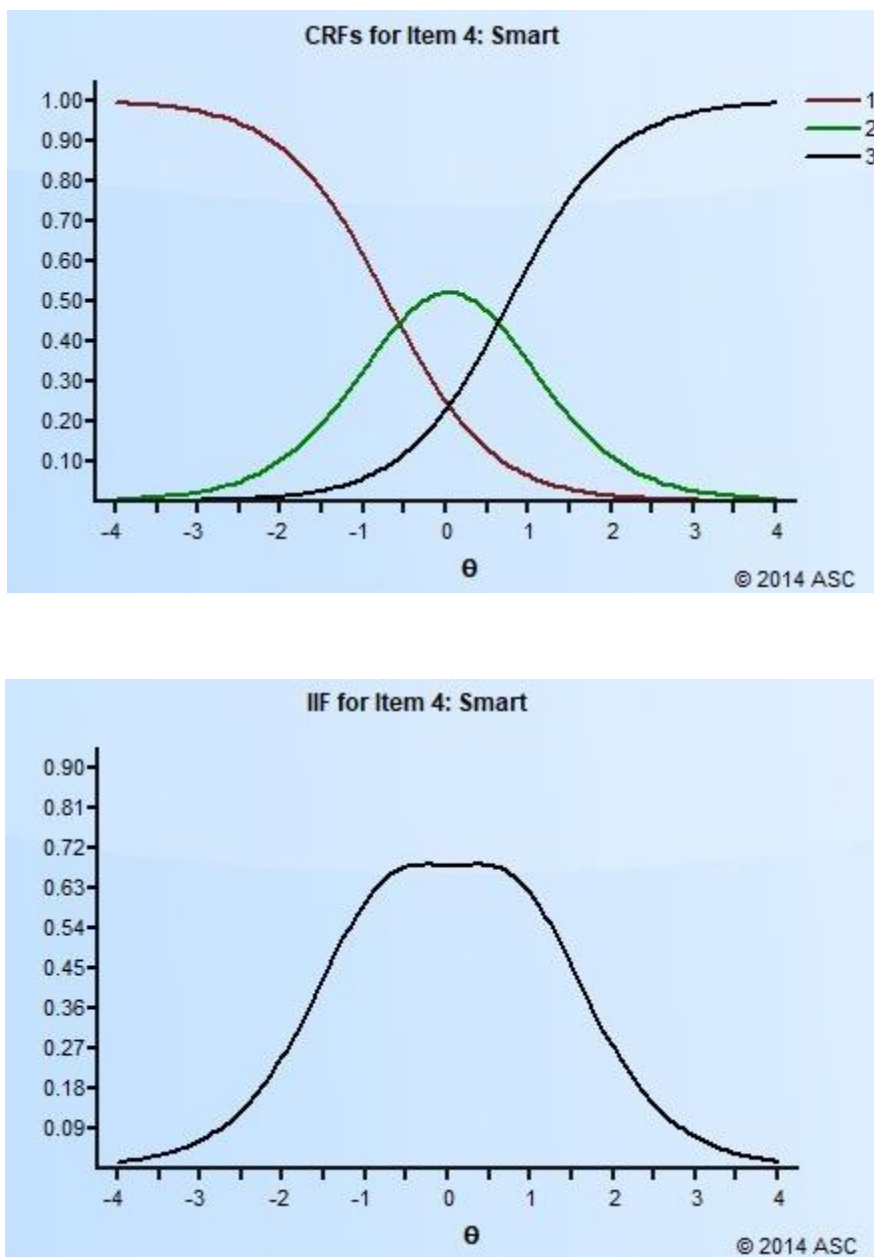 CRFs for Item 4: Smart
1.00
0.90
0.80
0.70
0.60
0.50
0.40
0.30
0.20
0.10
1
2
3
-4 -3 -2 -1 0 1 2 3 4
θ
© 2014 ASC
IIF for Item 4: Smart
0.90
0.81
0.72
0.63
0.54
0.45
0.36
0.27
0.18
0.09
-4 -3 -2 -1 0 1 2 3 4
θ
© 2014 ASC